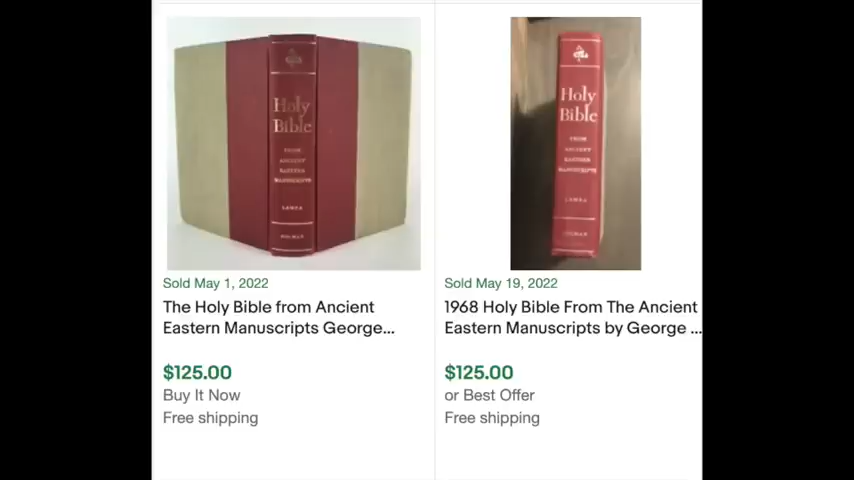 Holy
Bible
FROM
ANCIENT
EASTERN
MANUSCRIPTS
LAMSA
HOLMAN
Holy
Bible
FROM
ANCIENT
EASTERN
MANUSCRIPTS
LAMSA
HOLMAN
Sold May 1, 2022
The Holy Bible from Ancient
Eastern Manuscripts George...
$125.00
Buy It Now
Free shipping
Sold May 19, 2022
1968 Holy Bible From The Ancient
Eastern Manuscripts by George ...
$125.00
or Best Offer
Free shipping